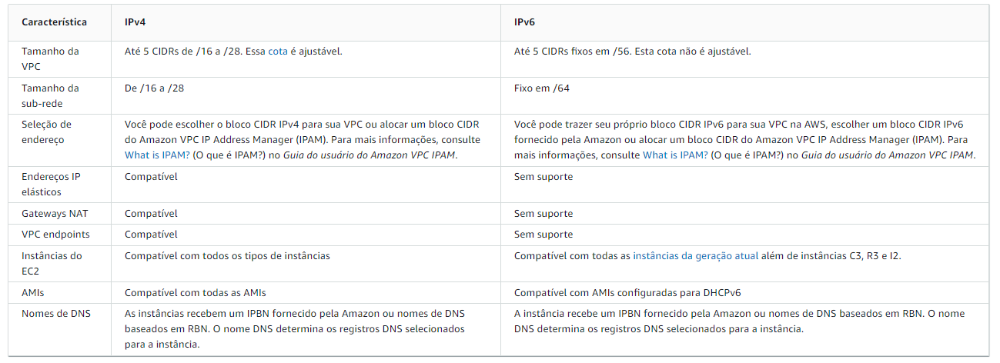 Característica IPv4 IPv6
Tamanho da VPC Até 5 CIDRs de /16 a /28. Essa cota é ajustável. Até 5 CIDRs fixos em /56. Esta cota não é ajustável.
Tamanho da sub-rede De /16 a /28 Fixo em /64
Seleção de endereço
Você pode escolher o bloco CIDR IPv4 para sua VPC ou alocar um bloco CIDR
do Amazon VPC IP Address Manager (IPAM). Para mais informações, consulte
What is IPAM? (O que é IPAM?) no Guia do usuário do Amazon VPC IPAM.
Você pode trazer seu próprio bloco CIDR IPv6 para sua VPC na AWS, escolher um bloco CIDR IPv6
fornecido pela Amazon ou alocar um bloco CIDR do Amazon VPC IP Address Manager (IPAM). Para
mais informações, consulte What is IPAM? (O que é IPAM?) no Guia do usuário do Amazon VPC IPAM.
Endereços IP elásticos Compatível Sem suporte
Gateways NAT Compatível Sem suporte
VPC endpoints Compatível Sem suporte
Instâncias do EC2 Compatível com todos os tipos de instâncias Compatível com todas as instâncias da geração atual além de instâncias C3, R3 e I2.
AMIs Compatível com todas as AMIs Compatível com AMIs configuradas para DHCPv6
Nomes de DNS
As instâncias recebem um IPBN fornecido pela Amazon ou nomes de DNS
baseados em RBN. O nome DNS determina os registros DNS selecionados
para a instância.
A instância recebe um IPBN fornecido pela Amazon ou nomes de DNS baseados em RBN. O nome
DNS determina os registros DNS selecionados para a instância.